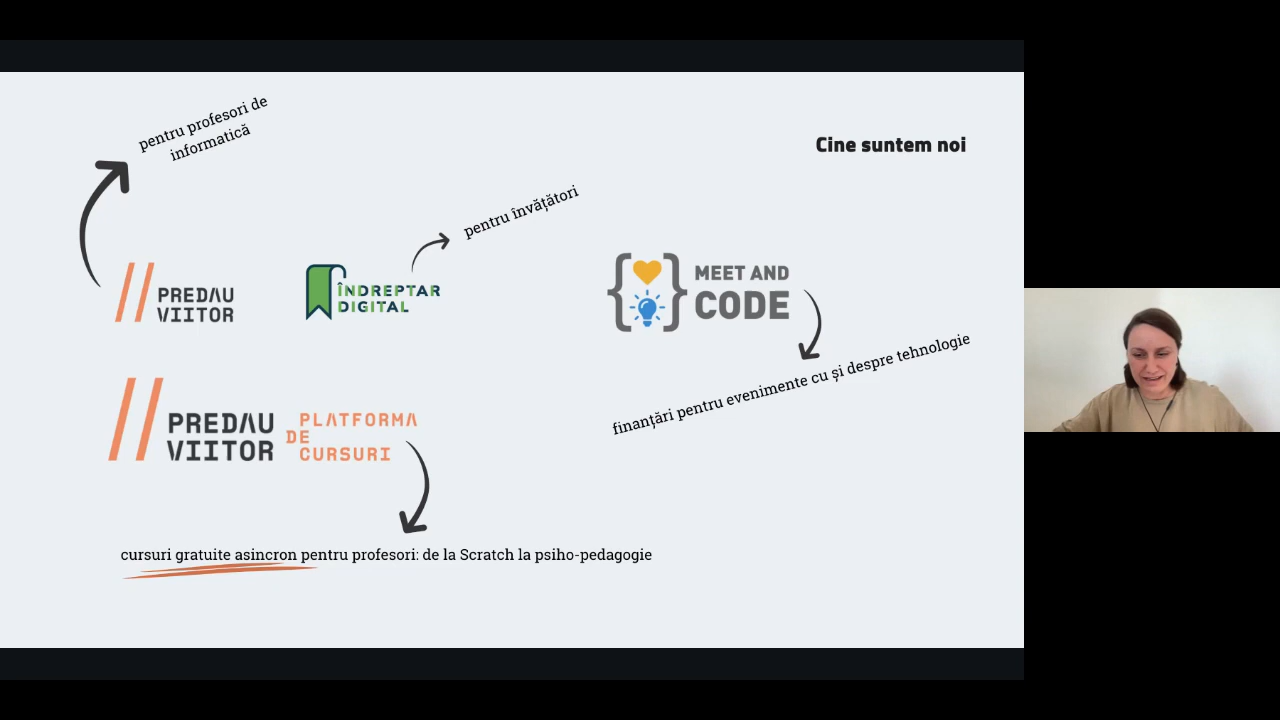 pentru profesori de
informatică
Cine suntem noi
pentru învățători
PREDAU
VIITOR
ÎNDREPTAR
DIGITAL
MEET AND
CODE
finanțări pentru evenimente cu și despre tehnologie
PREDAU
VIITOR
PLATFORMA
DE
CURSURI
cursuri gratuite asincron pentru profesori: de la Scratch la psiho-pedagogie